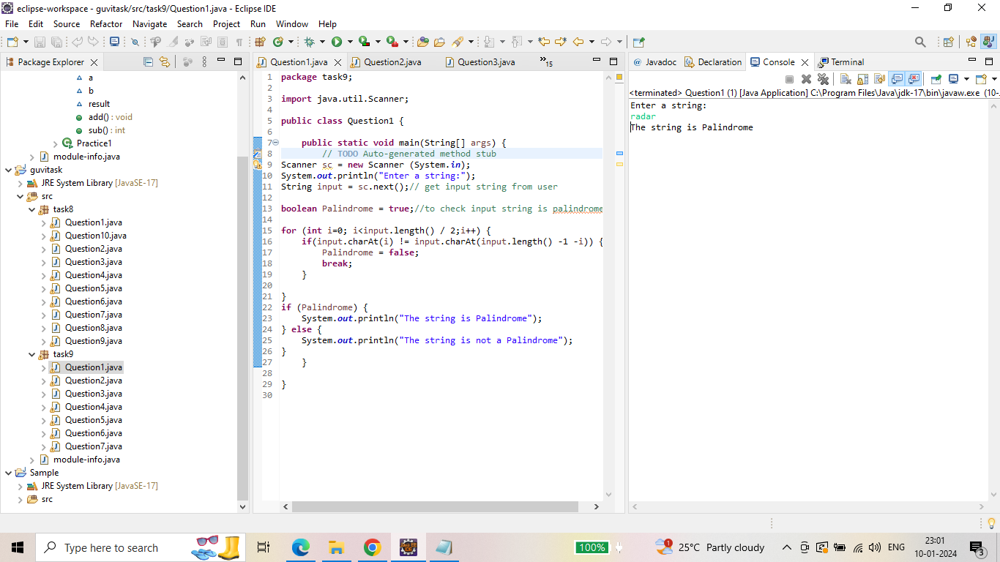 eclipse-workspace - guvitask/src/task9/Question1.java - Eclipse IDE
File Edit Source Refactor Navigate Search Project Run Window Help
Package Explorer
a
b
result
add() : void
sub() : int
Practice1
module-info.java
guvitask
JRE System Library [JavaSE-17]
src
task8
Question1.java
Question10.java
Question2.java
Question3.java
Question4.java
Question5.java
Question6.java
Question7.java
Question8.java
Question9.java
task9
Question1.java
Question2.java
Question3.java
Question4.java
Question5.java
Question6.java
Question7.java
module-info.java
Sample
JRE System Library [JavaSE-17]
src
Question1.java Question2.java Question3.java »15
1 package task9;
2
3 import java.util.Scanner;
4
5 public class Question1 {
6
7 public static void main(String[] args) {
8 // TODO Auto-generated method stub
9 Scanner sc = new Scanner (System.in);
10 System.out.println("Enter a string:");
11 String input = sc.next();// get input string from user
12
13 boolean Palindrome = true;//to check input string is palindrome
14
15 for (int i=0; i<input.length() / 2;i++) {
16 if(input.charAt(i) != input.charAt(input.length() -1 -i)) {
17 Palindrome = false;
18 break;
19 }
20
21 }
22 if (Palindrome) {
23 System.out.println("The string is Palindrome");
24 } else {
25 System.out.println("The string is not a Palindrome");
26 }
27 }
28
29 }
30
@ Javadoc Declaration Console Terminal
<terminated> Question1 (1) [Java Application] C:\Program Files\Java\jdk-17\bin\javaw.exe (10-
Enter a string:
radar
The string is Palindrome
Type here to search
JAVA EE
IDE
100%
1
25°C Partly cloudy
ENG
23:01
10-01-2024
3